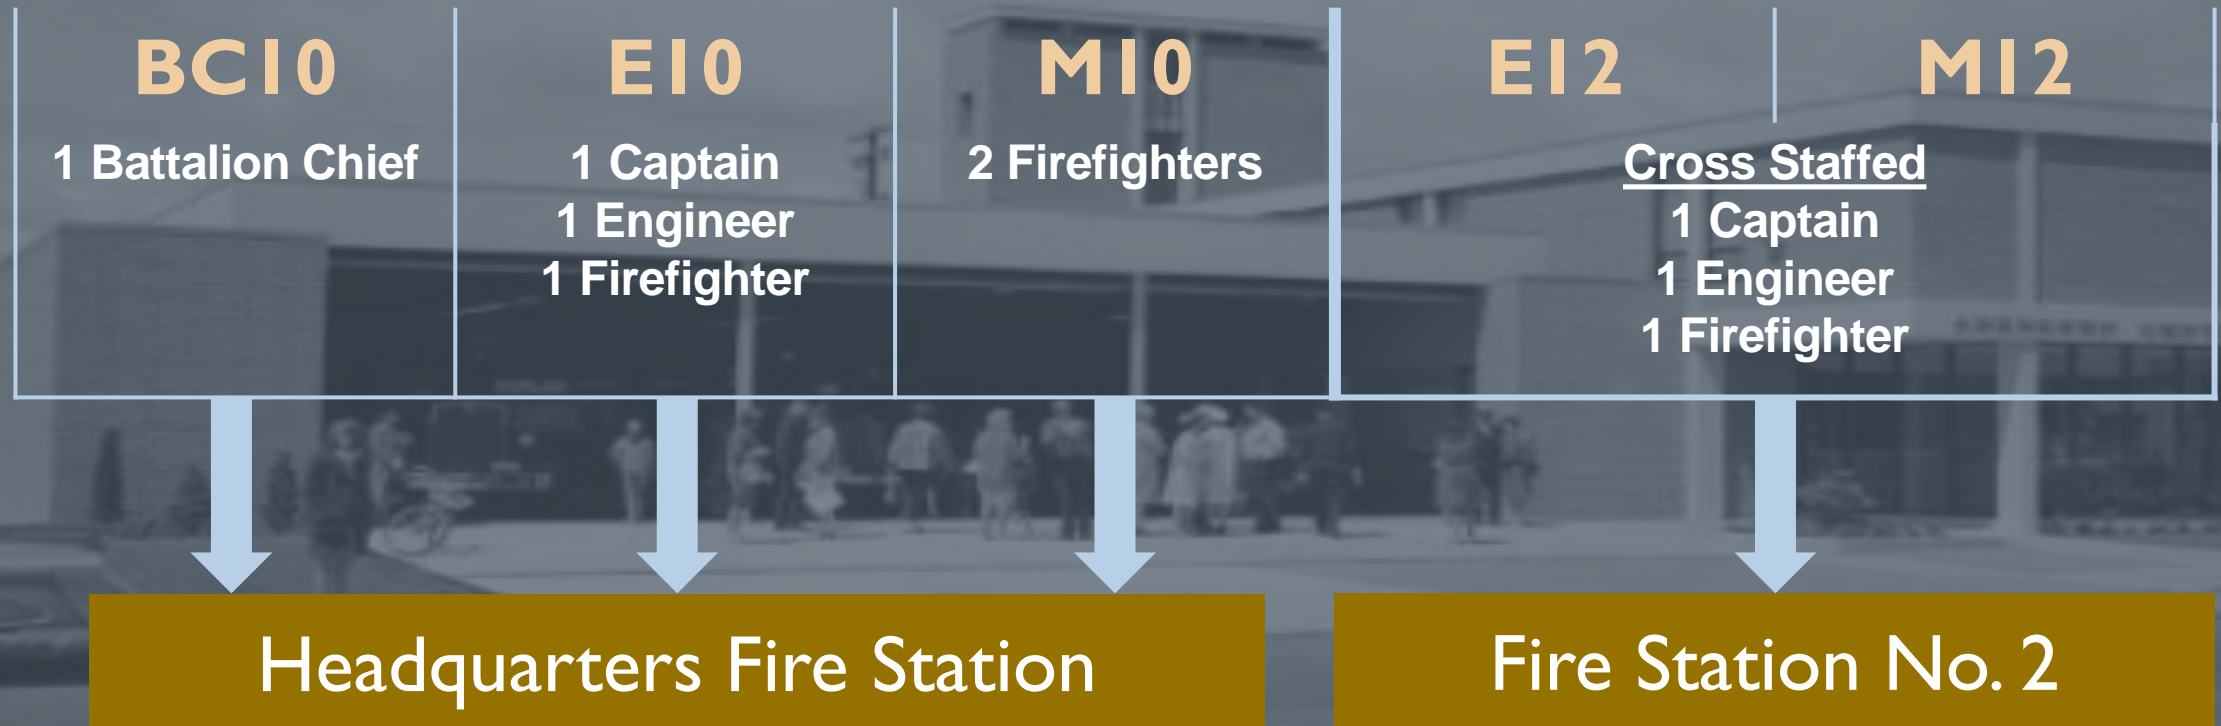 BC10
1 Battalion Chief
E10
1 Captain
1 Engineer
1 Firefighter
M10
2 Firefighters
E12
M12
Cross Staffed
1 Captain
1 Engineer
1 Firefighter
Headquarters Fire Station
Fire Station No. 2